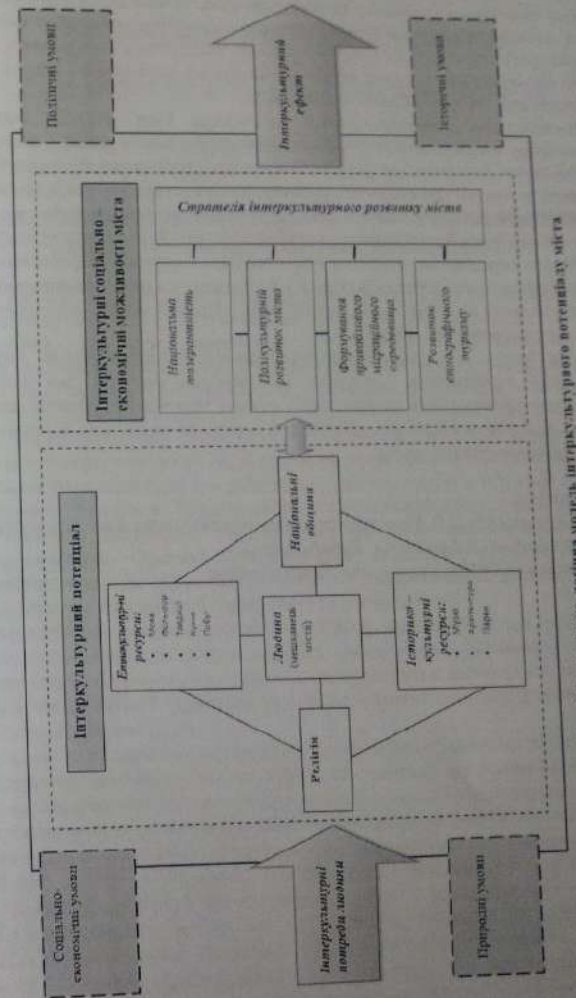 Соціально-
економічні умови
Політичні умови
Інтеркультурний потенціал
Етнокультурні
ресурси:
• Мова
• Фольклор
• Традиції
• Кухня
• Побут
Релігія
Людина
(мешканець
міста)
Національні
общини
Історико –
культурні
ресурси:
• Музеї
• Архітектура
• Парки
Інтеркультурні соціально –
економічні можливості міста
Національна
толерантність
Полікультурний
розвиток міста
Формування
привабливого
міграційного
середовища
Розвиток
етнографічного
туризму
Стратегія інтеркультурного розвитку міста
Інтеркультурні
потреби людини
Інтеркультурний
ефект
Природні умови
Історичні умови
модель інтеркультурного потенціалу міста